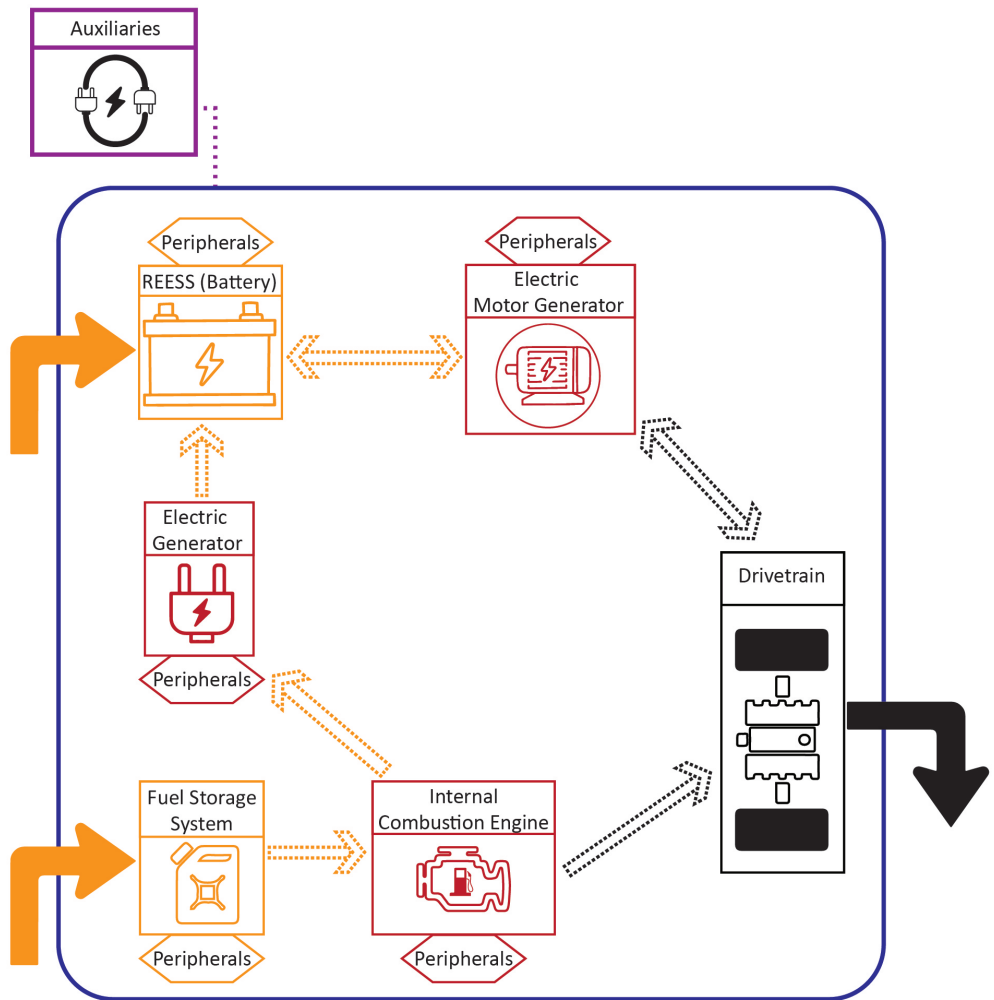 Auxiliaries
Peripherals
REESS (Battery)
Peripherals
Electric
Motor Generator
Electric
Generator
Peripherals
Drivetrain
Fuel Storage
System
Peripherals
Internal
Combustion Engine
Peripherals